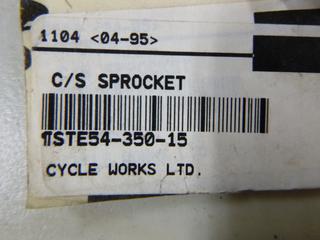 1104 <04-95>
C/S SPROCKET
¶STE54-350-15
CYCLE WORKS LTD.